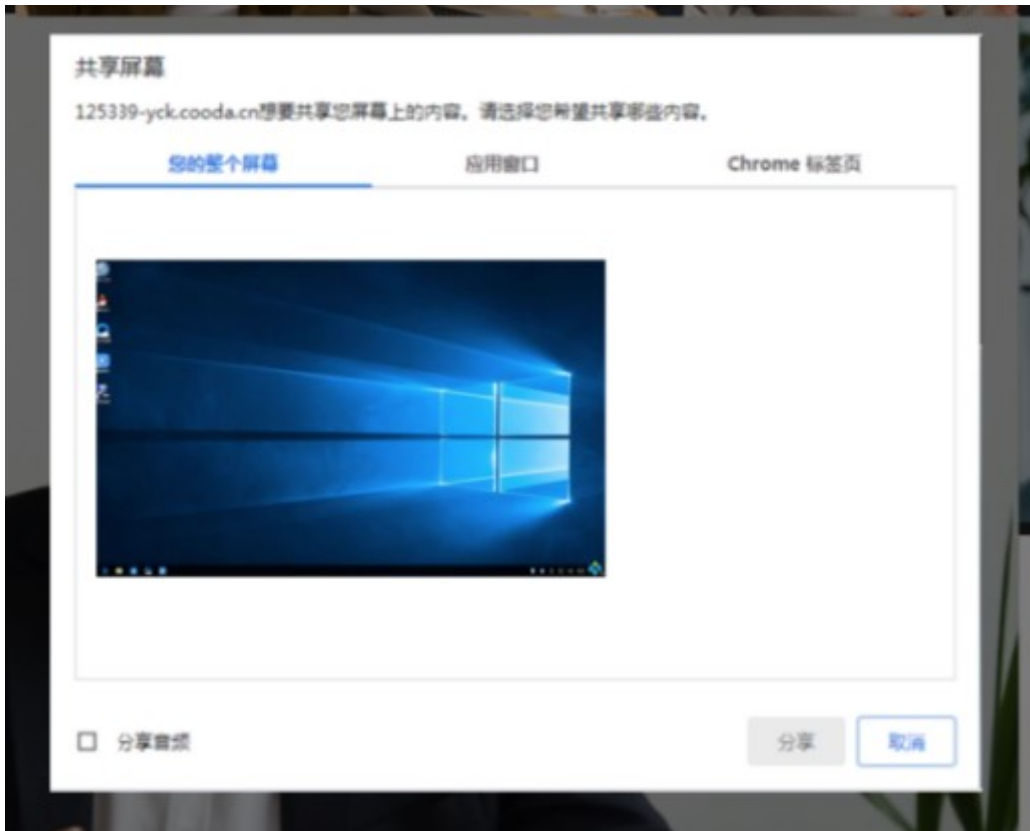 共享屏幕
125339-yck.cooda.cn想要共享您屏幕上的内容。请选择您希望共享哪些内容。
您的整个屏幕
应用窗口
Chrome 标签页
分享音频
分享
取消